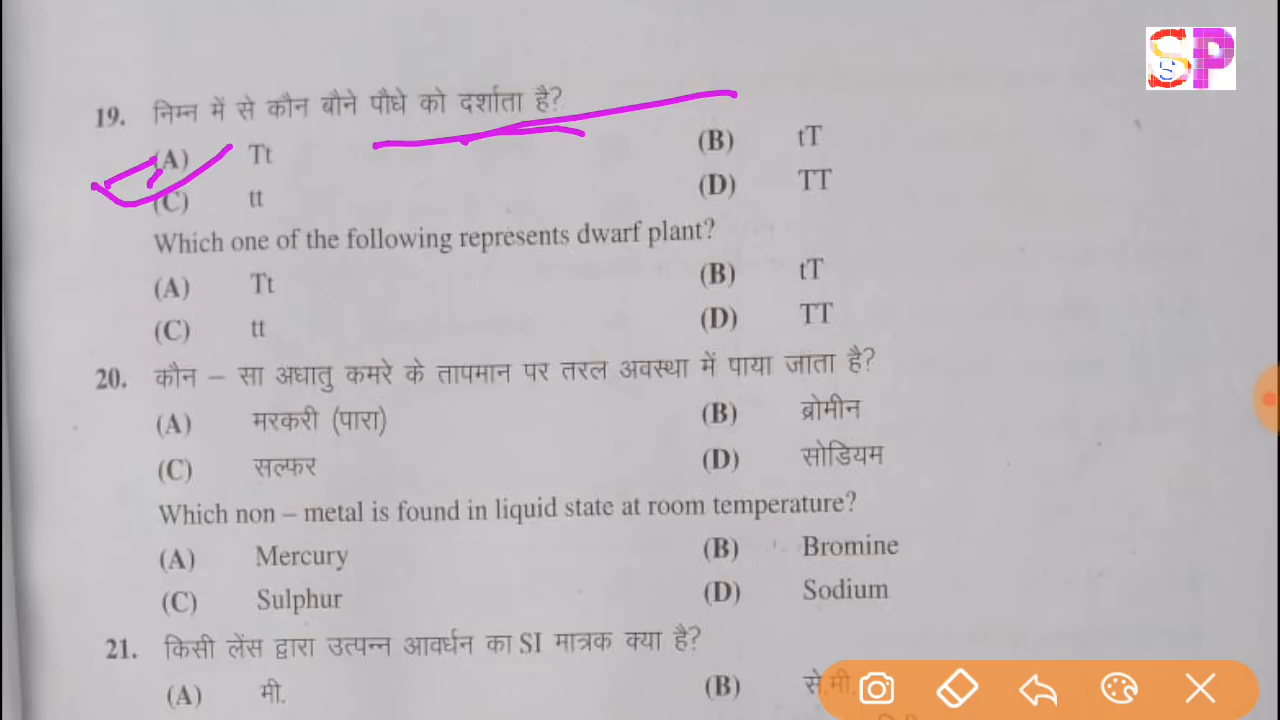 SP
S
19. निम्न में से कौन बौने पौधे को दर्शाता है?
(A) Tt (B) tT
(C) tt (D) TT
Which one of the following represents dwarf plant?
(A) Tt (B) tT
(C) tt (D) TT
20. कौन – सा अधातु कमरे के तापमान पर तरल अवस्था में पाया जाता है?
(A) मरकरी (पारा) (B) ब्रोमीन
(C) सल्फर (D) सोडियम
Which non – metal is found in liquid state at room temperature?
(A) Mercury (B) Bromine
(C) Sulphur (D) Sodium
21. किसी लेंस द्वारा उत्पन्न आवर्धन का SI मात्रक क्या है?
(A) मी. (B) से.मी.